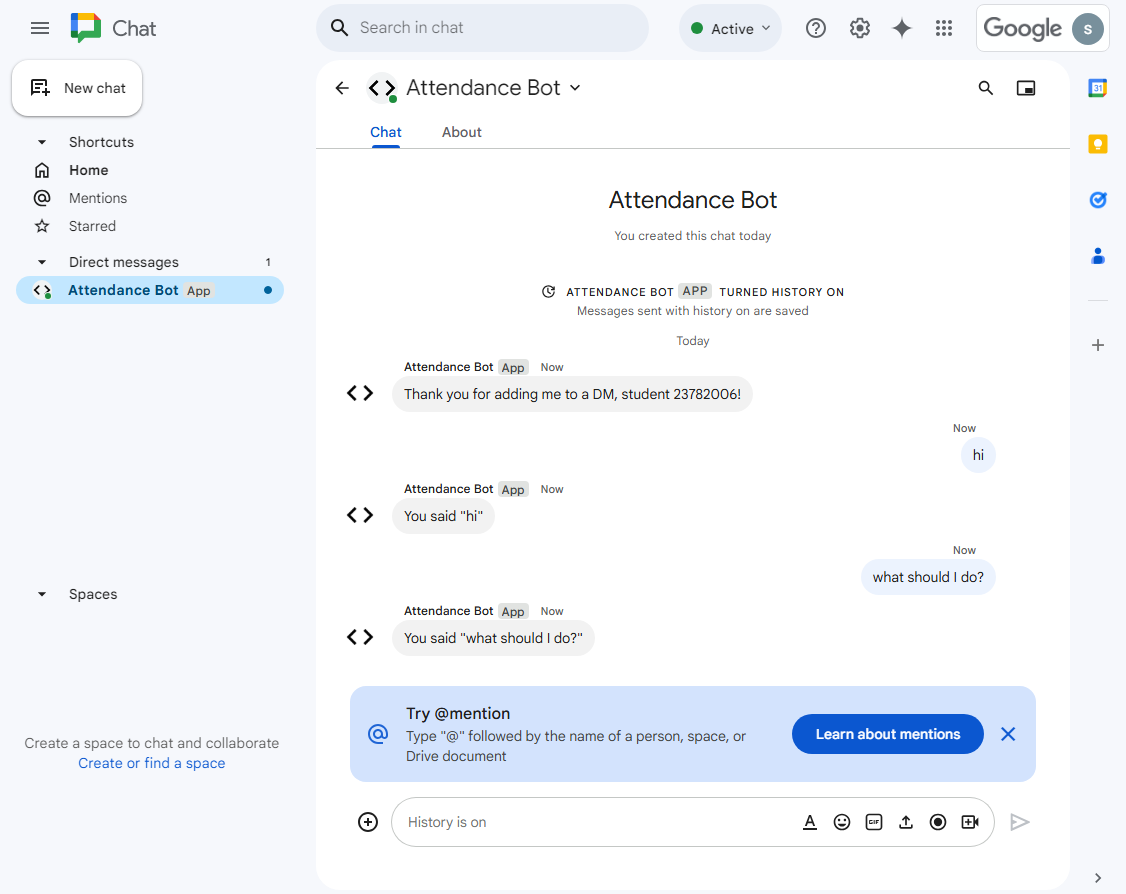 Chat
Search in chat
Active
Google
s
New chat
Shortcuts
Home
Mentions
Starred
Direct messages 1
Attendance Bot App
Spaces
Create a space to chat and collaborate
Create or find a space
Attendance Bot
Chat About
Attendance Bot
You created this chat today
ATTENDANCE BOT APP TURNED HISTORY ON
Messages sent with history on are saved
Today
Attendance Bot App Now
Thank you for adding me to a DM, student 23782006!
Now
hi
Attendance Bot App Now
You said "hi"
Now
what should I do?
Attendance Bot App Now
You said "what should I do?"
Try @mention
Type "@" followed by the name of a person, space, or
Drive document
Learn about mentions
History is on
GIF
31